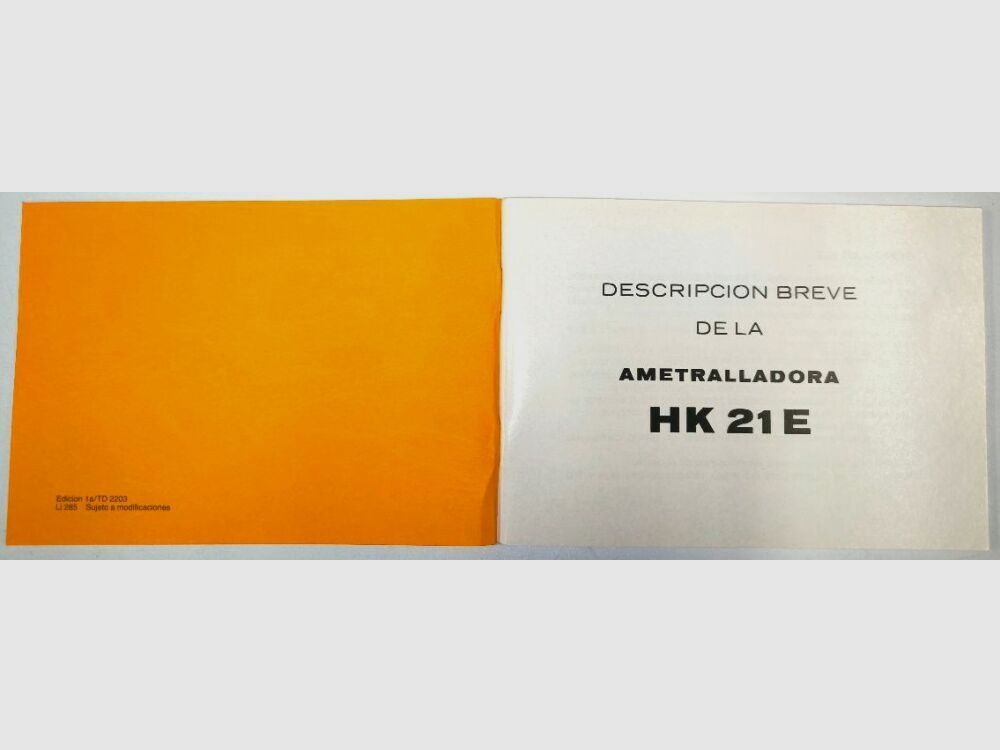 Edicion 1a/TD 2203
Li 285 Sujeto a modificaciones
DESCRIPCION BREVE
DE LA
AMETRALLADORA
HK 21 E